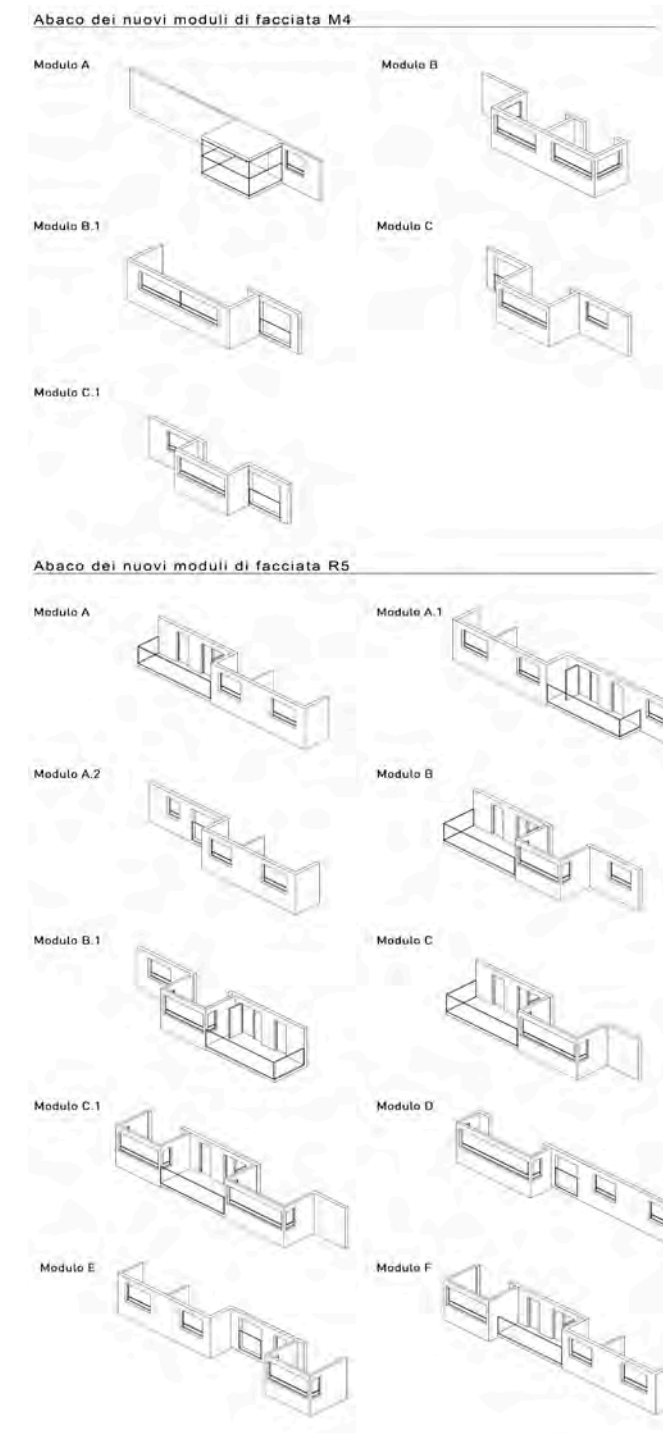 Abaco dei nuovi moduli di facciata M4
Modulo A
Modulo B
Modulo B.1
Modulo C
Modulo C.1
Abaco dei nuovi moduli di facciata R5
Modulo A
Modulo A.1
Modulo A.2
Modulo B
Modulo B.1
Modulo C
Modulo C.1
Modulo D
Modulo E
Modulo F